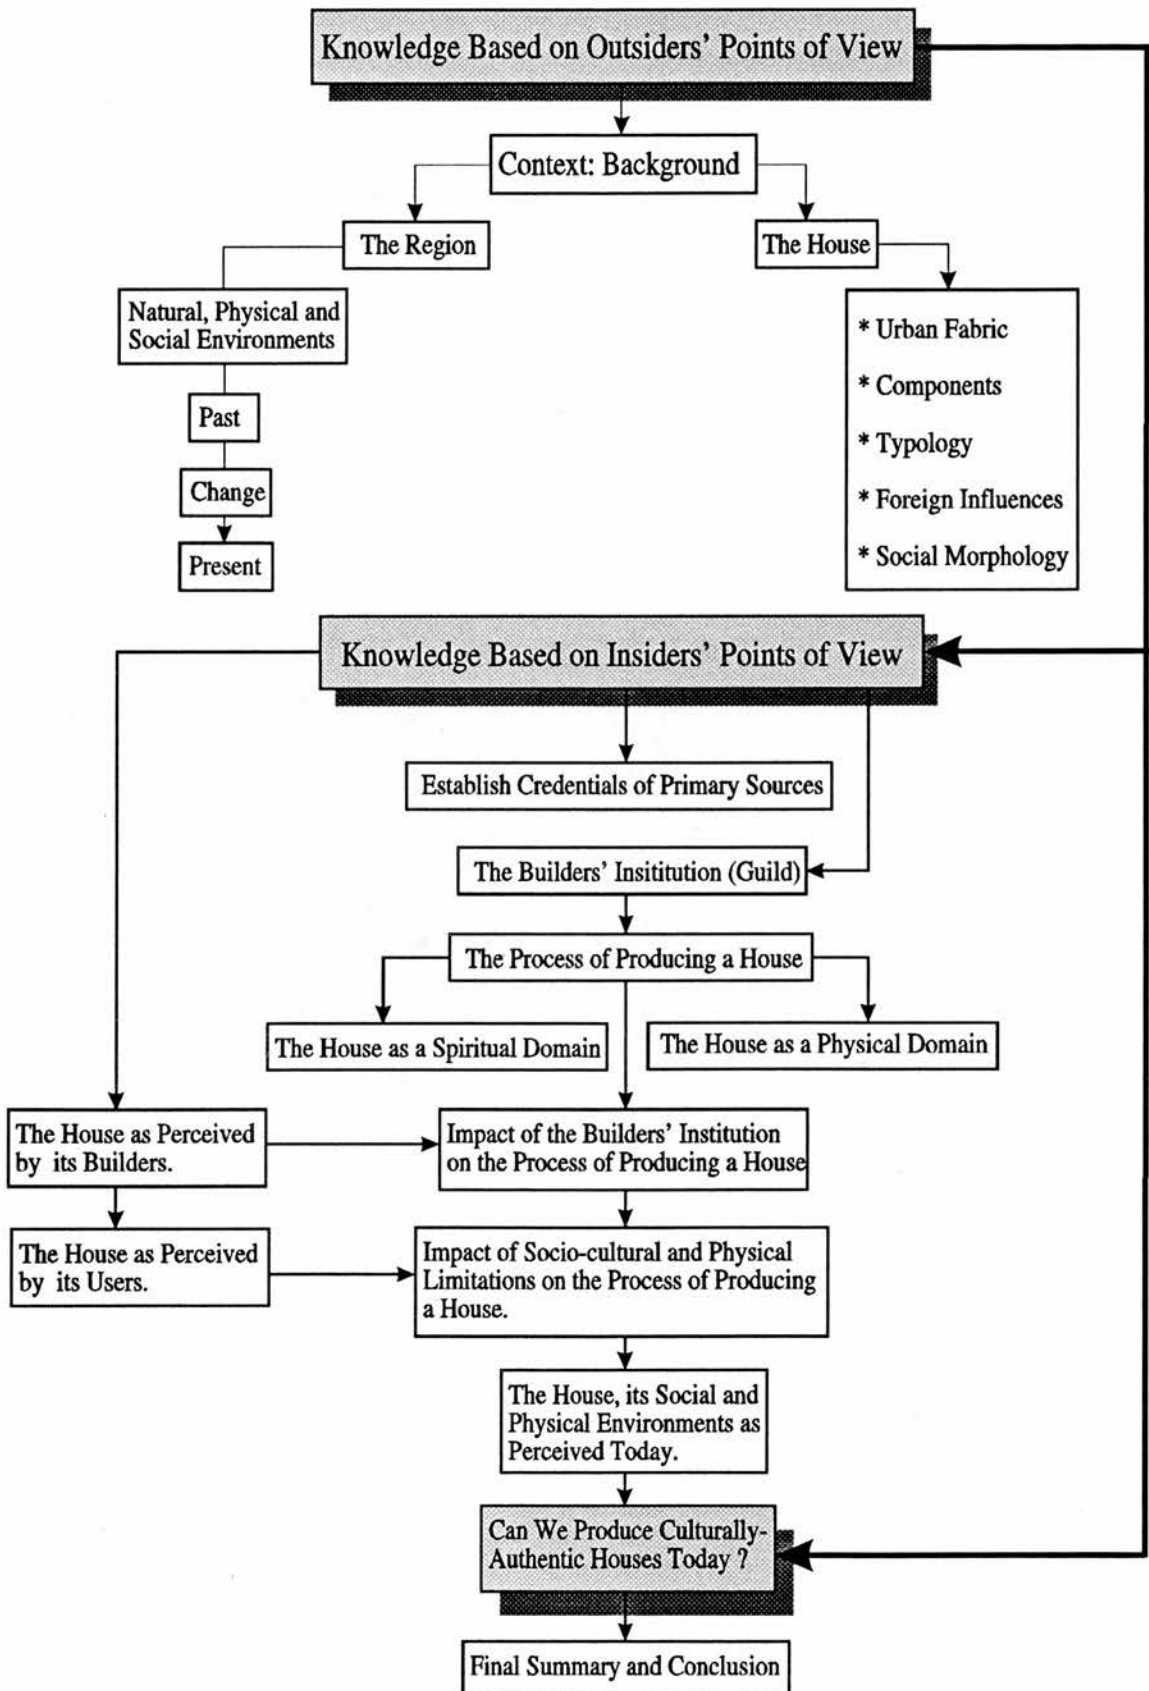 Knowledge Based on Outsiders' Points of View
Context: Background
The Region
The House
Natural, Physical and
Social Environments
Past
Change
Present
* Urban Fabric
* Components
* Typology
* Foreign Influences
* Social Morphology
Knowledge Based on Insiders' Points of View
Establish Credentials of Primary Sources
The Builders' Insititution (Guild)
The Process of Producing a House
The House as a Spiritual Domain
The House as a Physical Domain
The House as Perceived
by its Builders.
Impact of the Builders' Institution
on the Process of Producing a House
The House as Perceived
by its Users.
Impact of Socio-cultural and Physical
Limitations on the Process of Producing
a House.
The House, its Social and
Physical Environments as
Perceived Today.
Can We Produce Culturally-
Authentic Houses Today ?
Final Summary and Conclusion